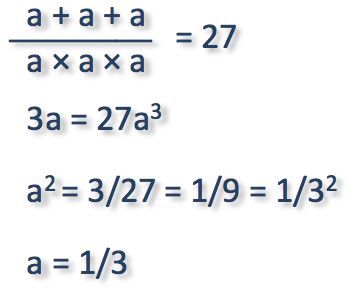 a + a + a
= 27
a × a × a
3a = 27a³
a² = 3/27 = 1/9 = 1/3²
a = 1/3